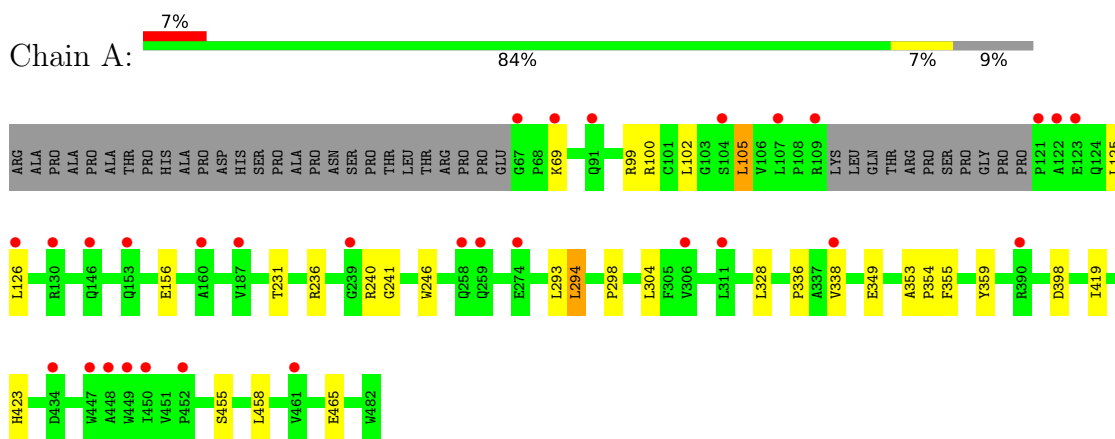 7%
Chain A:
84% 7% 9%
ARG ALA PRO ALA PRO ALA THR PRO HIS ALA PRO ASP HIS SER PRO ALA PRO ASN SER PRO THR LEU THR ARG PRO PRO GLU G67 P68 K69 Q91 R99 R100 C101 L102 G103 S104 L105 V106 L107 P108 R109 LYS LEU GLN THR ARG PRO SER PRO GLY PRO PRO P121 A122 E123 Q124 L125
L126 R130 Q146 Q153 E156 A160 V187 T231 R236 G239 R240 G241 W246 Q258 Q259 E274 L293 L294 P298 L304 F305 V306 L311 L328 P336 A337 V338 E349 A353 P354 F355 Y359 R390 D398 I419
H423 D434 W447 A448 W449 I450 V451 P452 S455 L458 V461 E465 W482